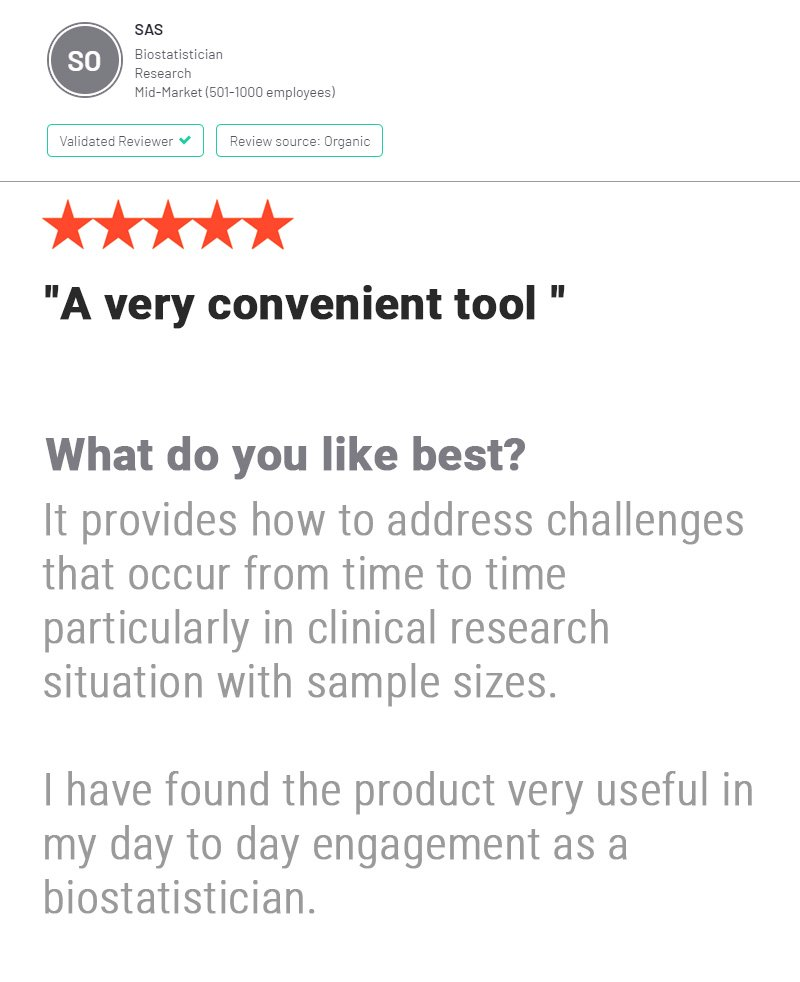 SO
SAS
Biostatistician
Research
Mid-Market (501-1000 employees)
Validated Reviewer
Review source: Organic
"A very convenient tool "
What do you like best?
It provides how to address challenges
that occur from time to time
particularly in clinical research
situation with sample sizes.
I have found the product very useful in
my day to day engagement as a
biostatistician.